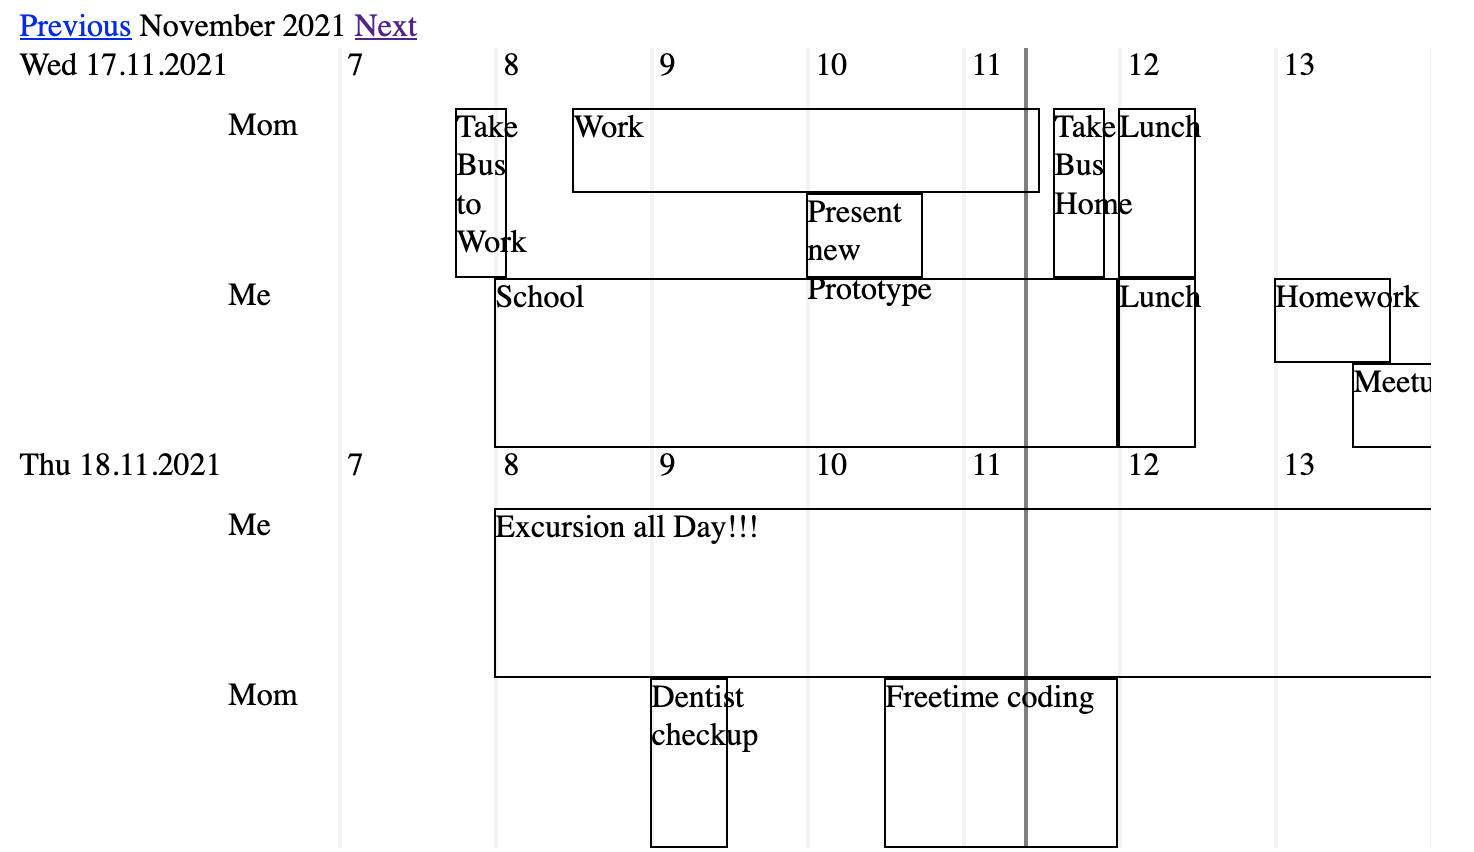 Previous November 2021 Next
Wed 17.11.2021 7 8 9 10 11 12 13
Mom
Take
Bus
to
Work
Work
Present
new
Prototype
Take
Bus
Home
Lunch
Me
School
Lunch
Homework
Meetu
Thu 18.11.2021 7 8 9 10 11 12 13
Me
Excursion all Day!!!
Mom
Dentist
checkup
Freetime coding